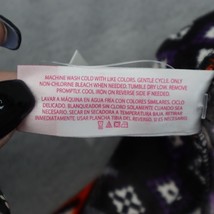 MACHINE WASH COLD WITH LIKE COLORS. GENTLE CYCLE. ONLY
NON-CHLORINE BLEACH WHEN NEEDED. TUMBLE DRY LOW. REMOVE
PROMPTLY. COOL IRON ON REVERSE SIDE IF NEEDED.
LAVAR A MÁQUINA EN AGUA FRÍA CON COLORES SIMILARES. CICLO
DELICADO. BLANQUEADOR SIN CLORO SOLAMENTE CUANDO SEA
NECESARIO. SECAR EN SECADORA A TEMPERATURA BAJA. RETIRAR
INMEDIATAMENTE. USAR PLANCHA TIBIA DEL REVERSO, SI ES NECESARIO.